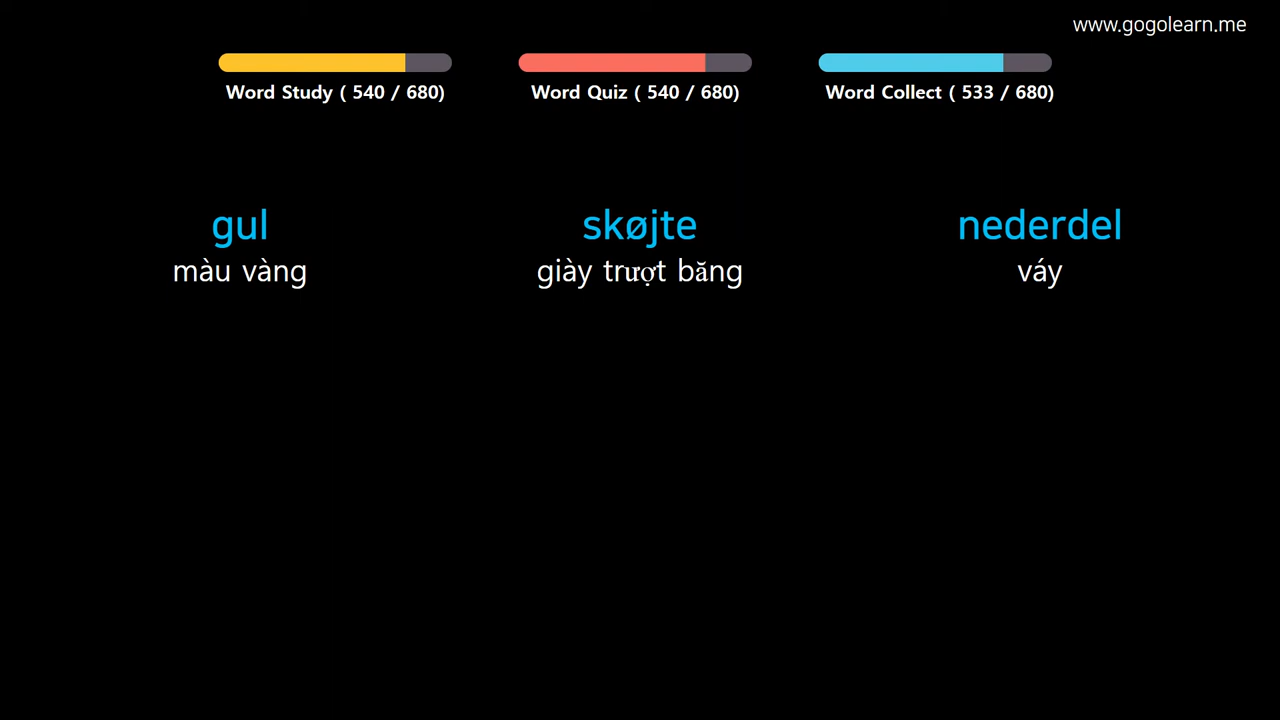 www.gogolearn.me
Word Study ( 540 / 680)
Word Quiz ( 540 / 680)
Word Collect ( 533 / 680)
gul
màu vàng
skøjte
giày trượt băng
nederdel
váy